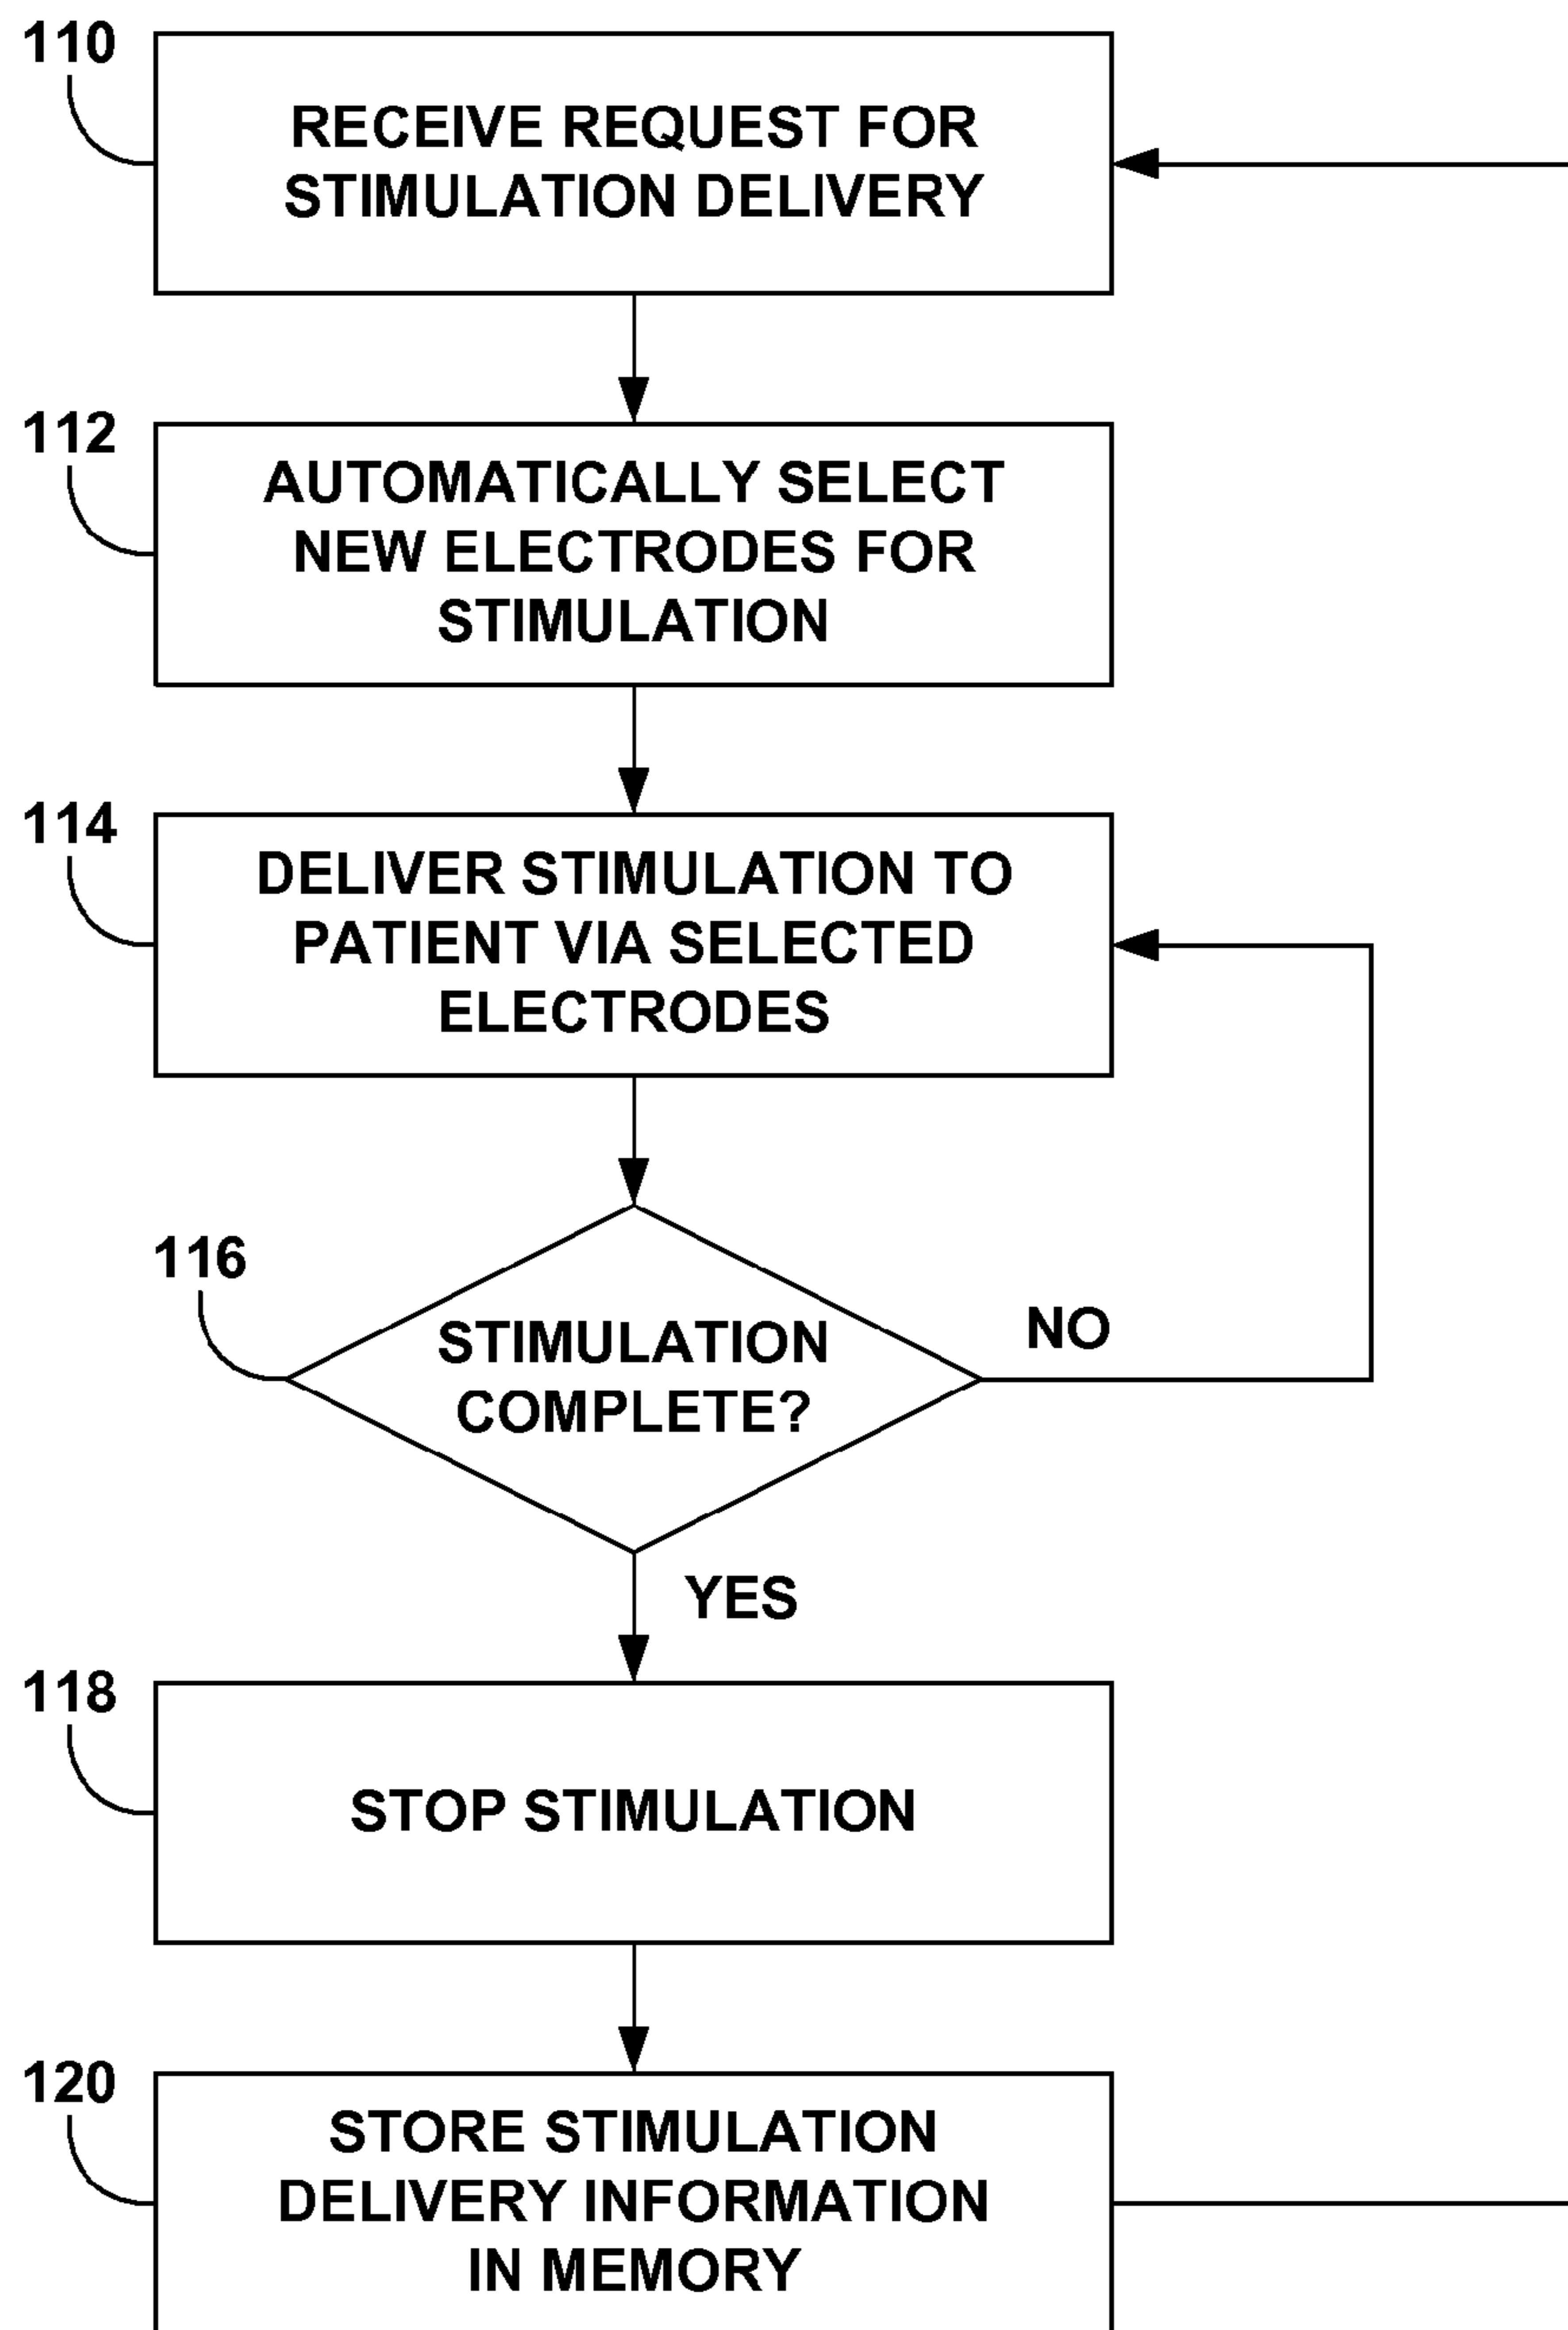 110
RECEIVE REQUEST FOR
STIMULATION DELIVERY
112
AUTOMATICALLY SELECT
NEW ELECTRODES FOR
STIMULATION
114
DELIVER STIMULATION TO
PATIENT VIA SELECTED
ELECTRODES
116
STIMULATION
COMPLETE?
NO
YES
118
STOP STIMULATION
120
STORE STIMULATION
DELIVERY INFORMATION
IN MEMORY